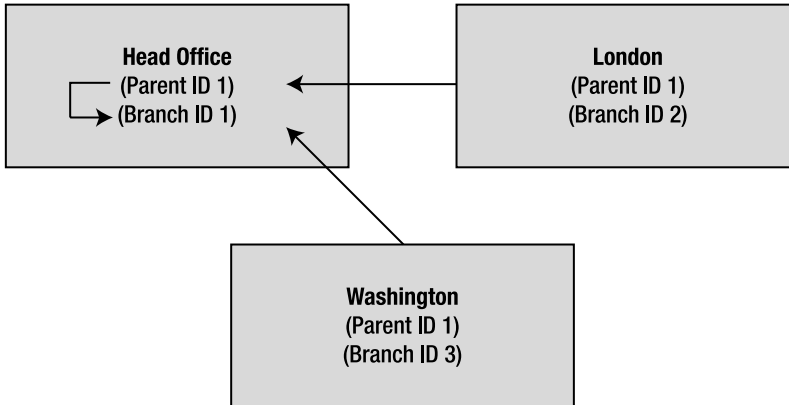 Head Office
(Parent ID 1)
(Branch ID 1)
London
(Parent ID 1)
(Branch ID 2)
Washington
(Parent ID 1)
(Branch ID 3)